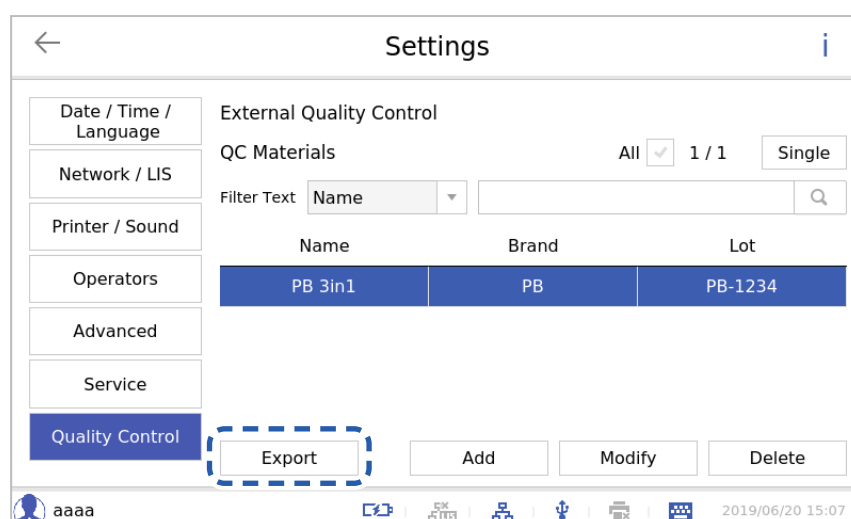 Settings
i
Date / Time /
Language
Network / LIS
Printer / Sound
Operators
Advanced
Service
Quality Control
External Quality Control
QC Materials
All
1 / 1
Single
Filter Text
Name
Name
Brand
Lot
PB 3in1
PB
PB-1234
Export
Add
Modify
Delete
aaaa
2019/06/20 15:07